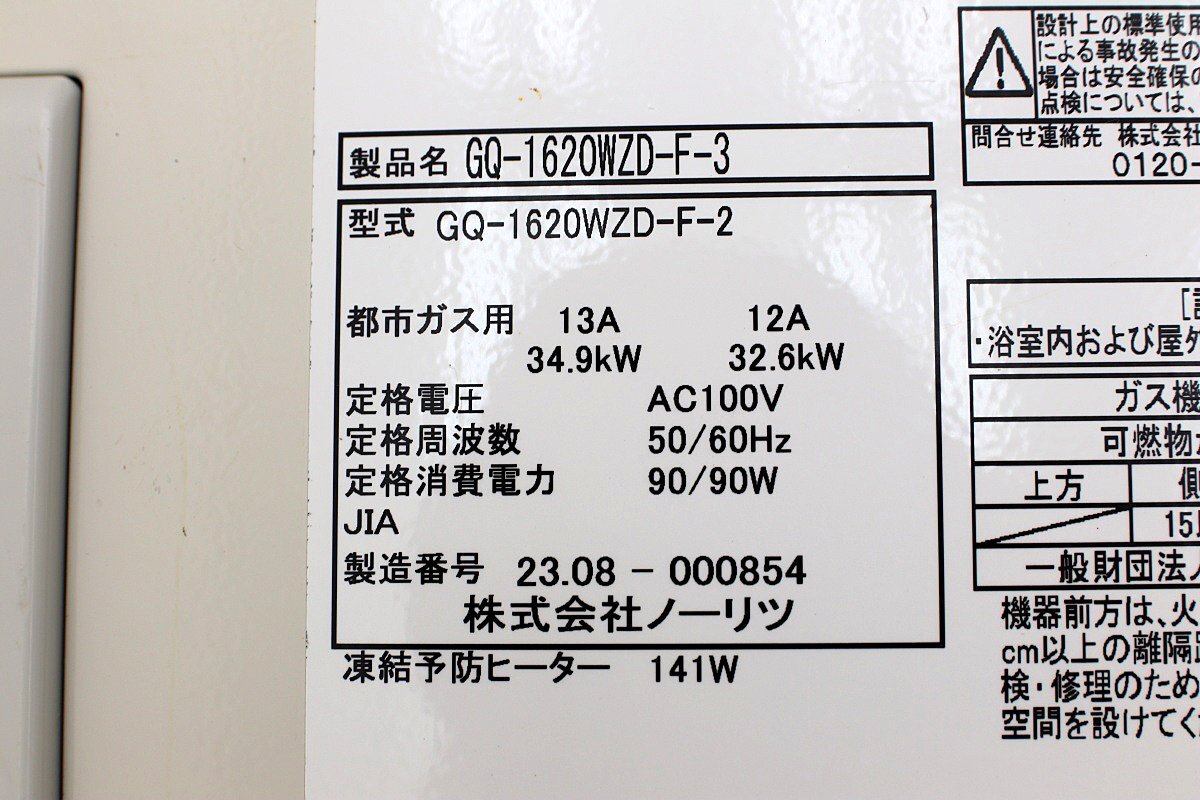 製品名 GQ-1620WZD-F-3
型式 GQ-1620WZD-F-2
都市ガス用 13A 12A
34.9kW 32.6kW
定格電圧 AC100V
定格周波数 50/60Hz
定格消費電力 90/90W
JIA
製造番号 23.08 - 000854
株式会社ノーリツ
凍結予防ヒーター 141W
設計上の標準使用
による事故発生の
場合は安全確保の
点検については、
問合せ連絡先 株式会社
0120-
・浴室内および屋
ガス機
可燃物
上方 側
15
一般財団法人
機器前方は、火
cm以上の離隔
検・修理のため
空間を設けてく